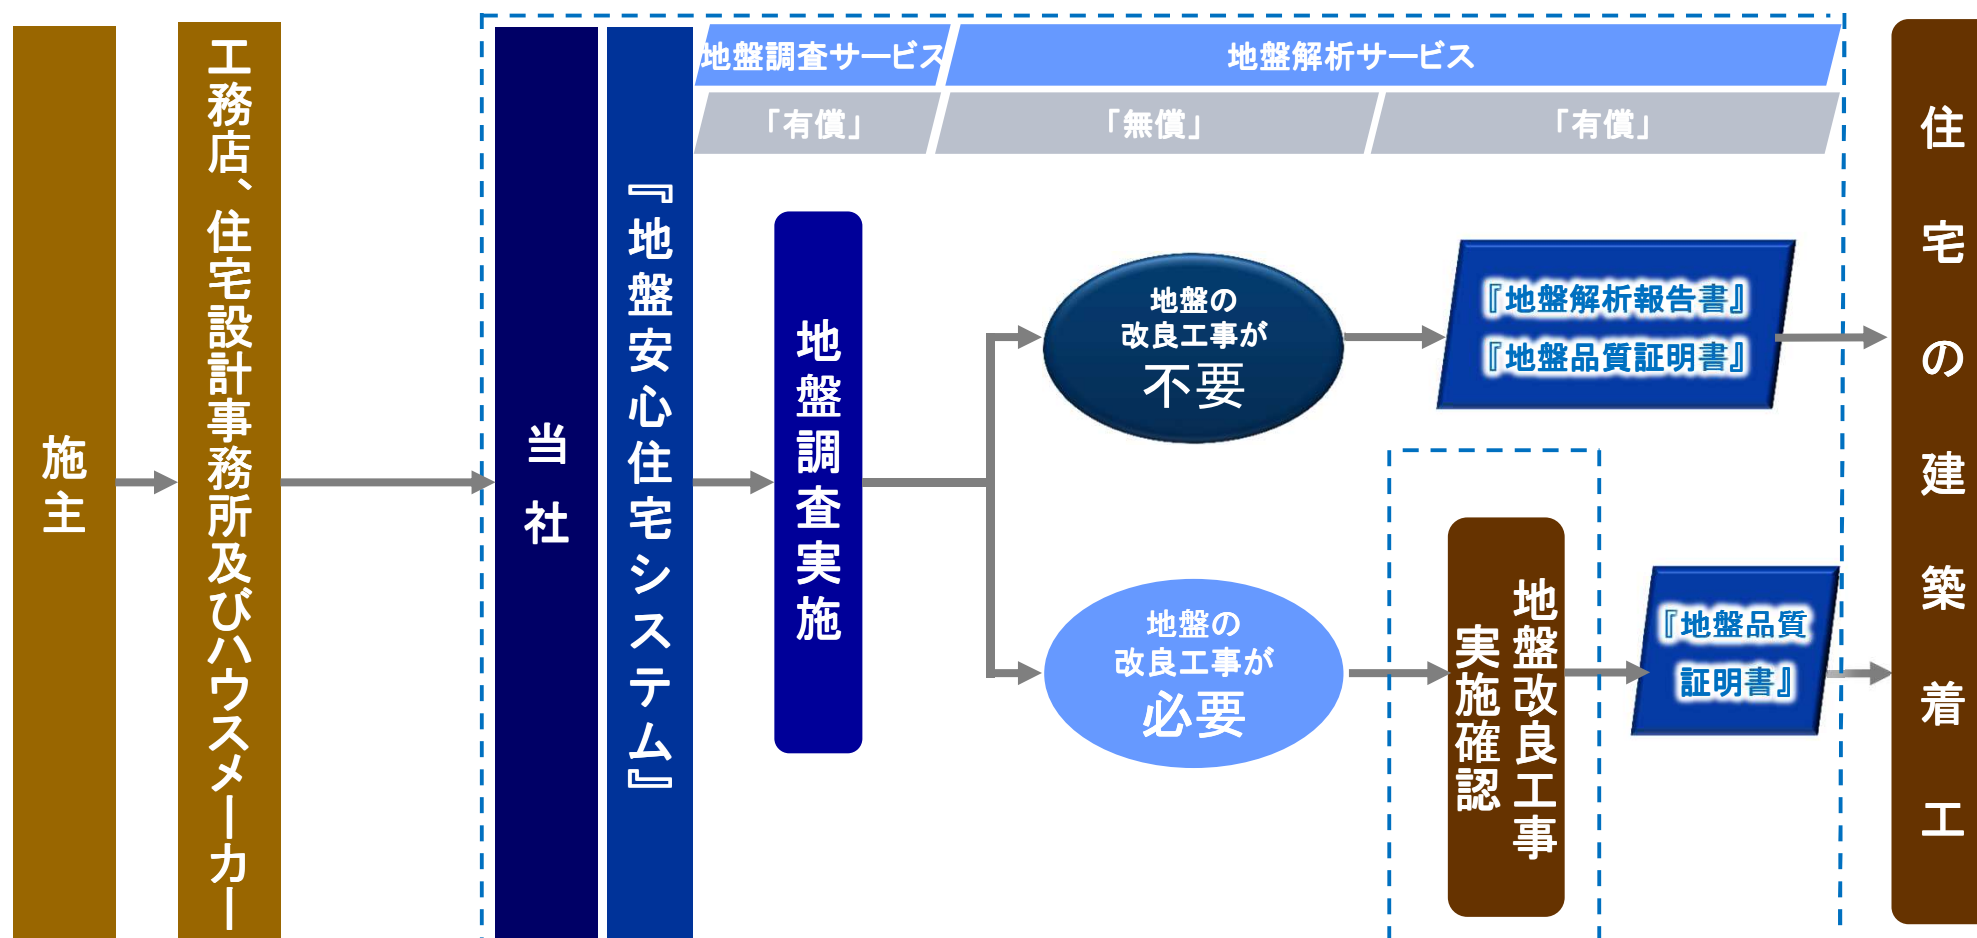 施主
工務店、住宅設計事務所及びハウスメーカー
当社
『地盤安心住宅システム』
地盤調査サービス
地盤解析サービス
「有償」
「無償」
「有償」
地盤調査実施
地盤の
改良工事が
不要
『地盤解析報告書』
『地盤品質証明書』
地盤の
改良工事が
必要
地盤改良工事
実施確認
『地盤品質
証明書』
住宅の建築着工